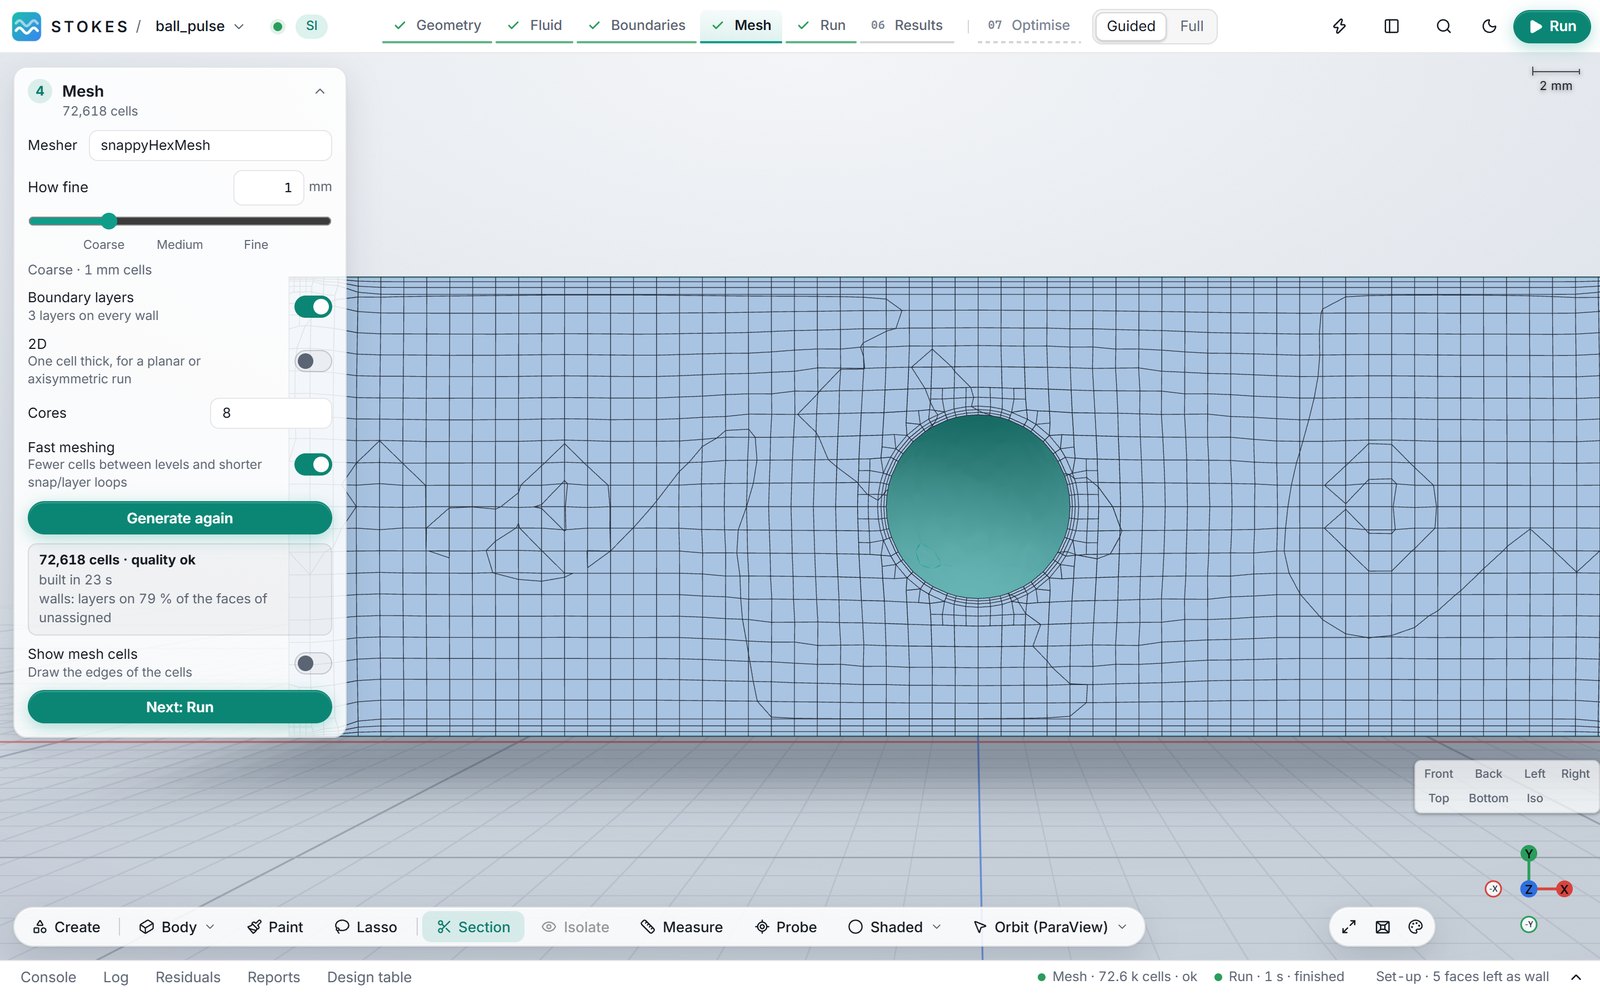 STOKES / ball_pulse SI
Geometry Fluid Boundaries Mesh Run 06 Results 07 Optimise Guided Full Run
2 mm
4 Mesh
72,618 cells
Mesher snappyHexMesh
How fine 1 mm
Coarse Medium Fine
Coarse · 1 mm cells
Boundary layers
3 layers on every wall
2D
One cell thick, for a planar or
axisymmetric run
Cores 8
Fast meshing
Fewer cells between levels and shorter
snap/layer loops
Generate again
72,618 cells · quality ok
built in 23 s
walls: layers on 79 % of the faces of
unassigned
Show mesh cells
Draw the edges of the cells
Next: Run
Front Back Left Right
Top Bottom Iso
Y
-X Z X
-Y
Create Body Paint Lasso Section Isolate Measure Probe Shaded Orbit (ParaView)
Console Log Residuals Reports Design table Mesh · 72.6 k cells · ok Run · 1 s · finished Set-up · 5 faces left as wall